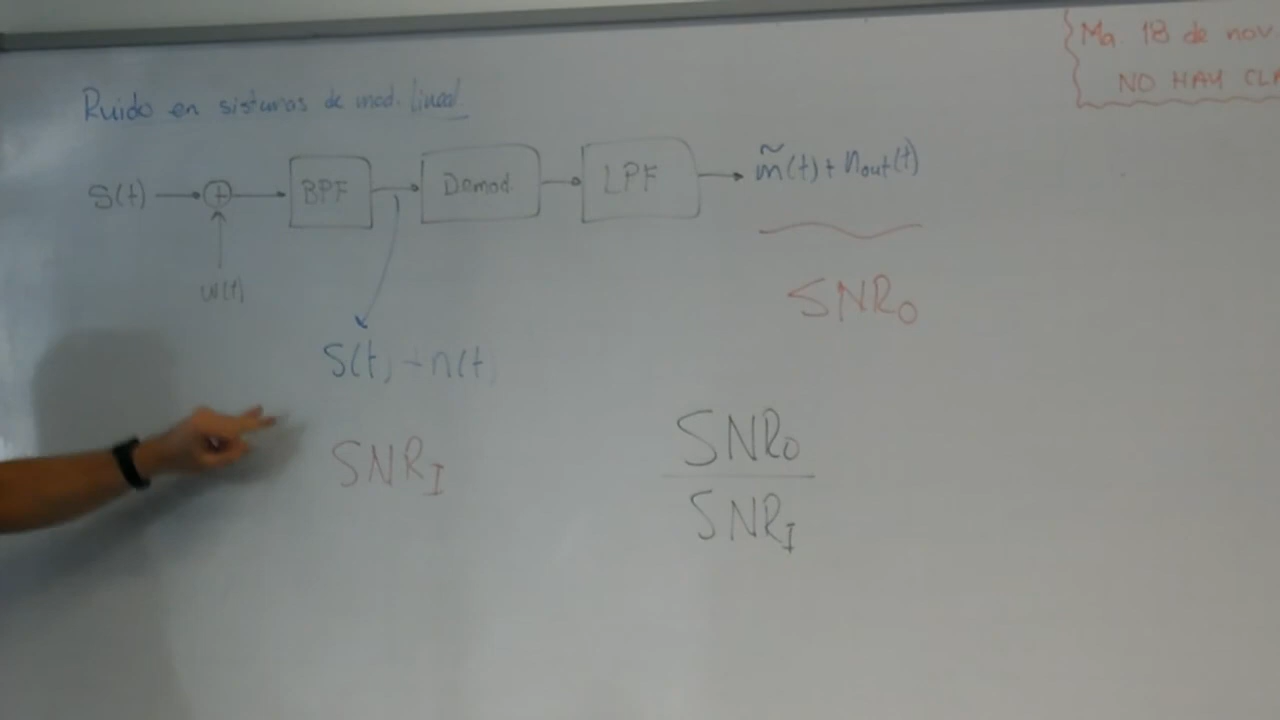 Ma. 18 de nov.
NO HAY CLA
Ruido en sistemas de mod. lineal
S(t) + BPF Demod. LPF m̃(t) + nout(t)
w(t)
SNRO
S(t) + n(t)
SNRO
SNRI
SNRI